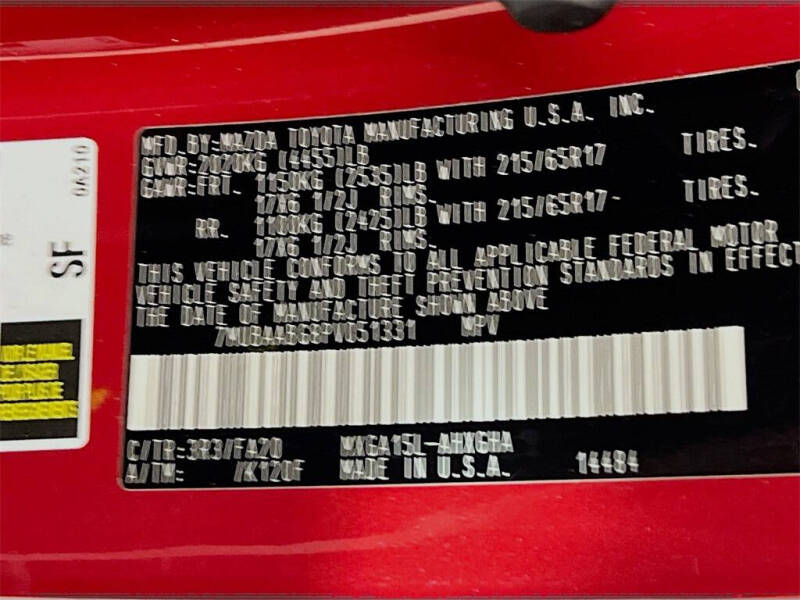 MFD. BY:MAZDA TOYOTA MANUFACTURING U.S.A. INC.
GVWR:2020KG (4455)LB
GAWR:FRT. 1150KG (2535)LB WITH 215/65R17 TIRES.
17X6 1/2J RIMS.
RR. 1100KG (2425)LB WITH 215/65R17 TIRES.
17X6 1/2J RIMS.
THIS VEHICLE CONFORMS TO ALL APPLICABLE FEDERAL MOTOR
VEHICLE SAFETY AND THEFT PREVENTION STANDARDS IN EFFECT
THE DATE OF MANUFACTURE SHOWN ABOVE
7MUBAABG8PV051331 MPV
C/TR:3R3/FA20 MXGA15L-AHXGHA
A/TM: /K120F MADE IN U.S.A. 14484
0A210
SF